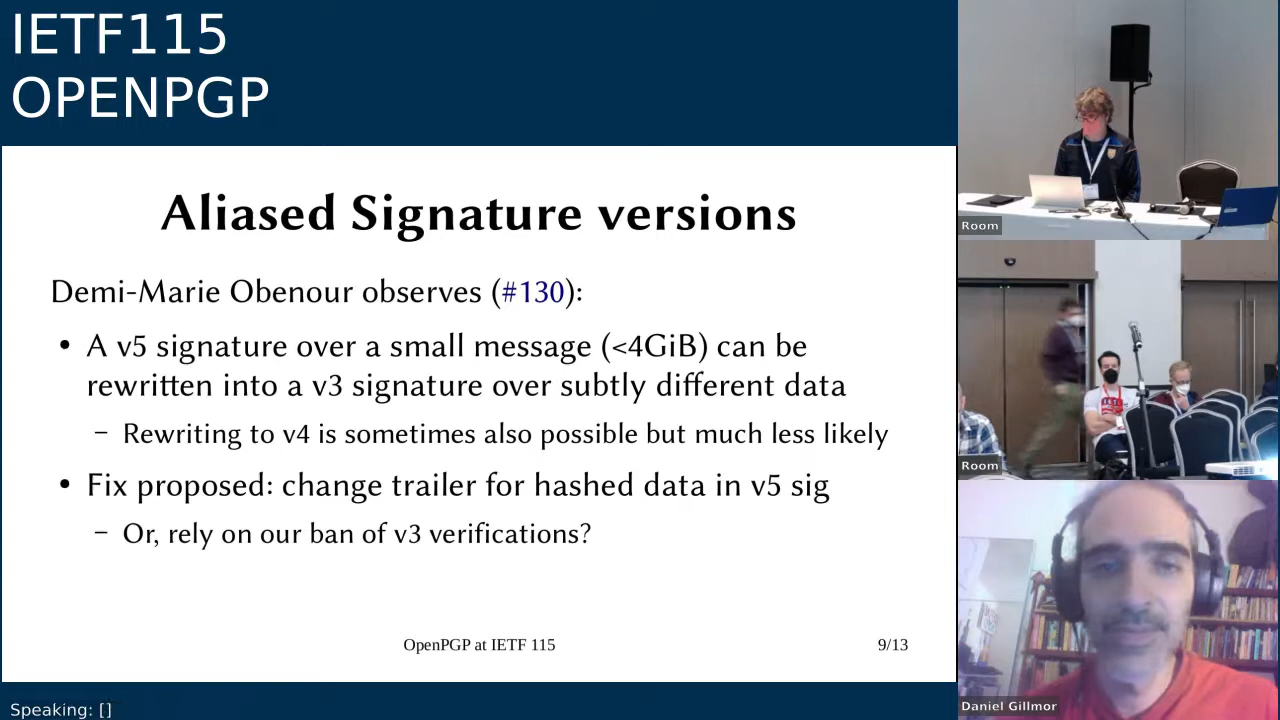 IETF115
OPENPGP
Aliased Signature versions
Demi-Marie Obenour observes (#130):
• A v5 signature over a small message (<4GiB) can be
rewritten into a v3 signature over subtly different data
– Rewriting to v4 is sometimes also possible but much less likely
• Fix proposed: change trailer for hashed data in v5 sig
– Or, rely on our ban of v3 verifications?
OpenPGP at IETF 115
9/13
Speaking: []
Room
Room
Daniel Gillmor